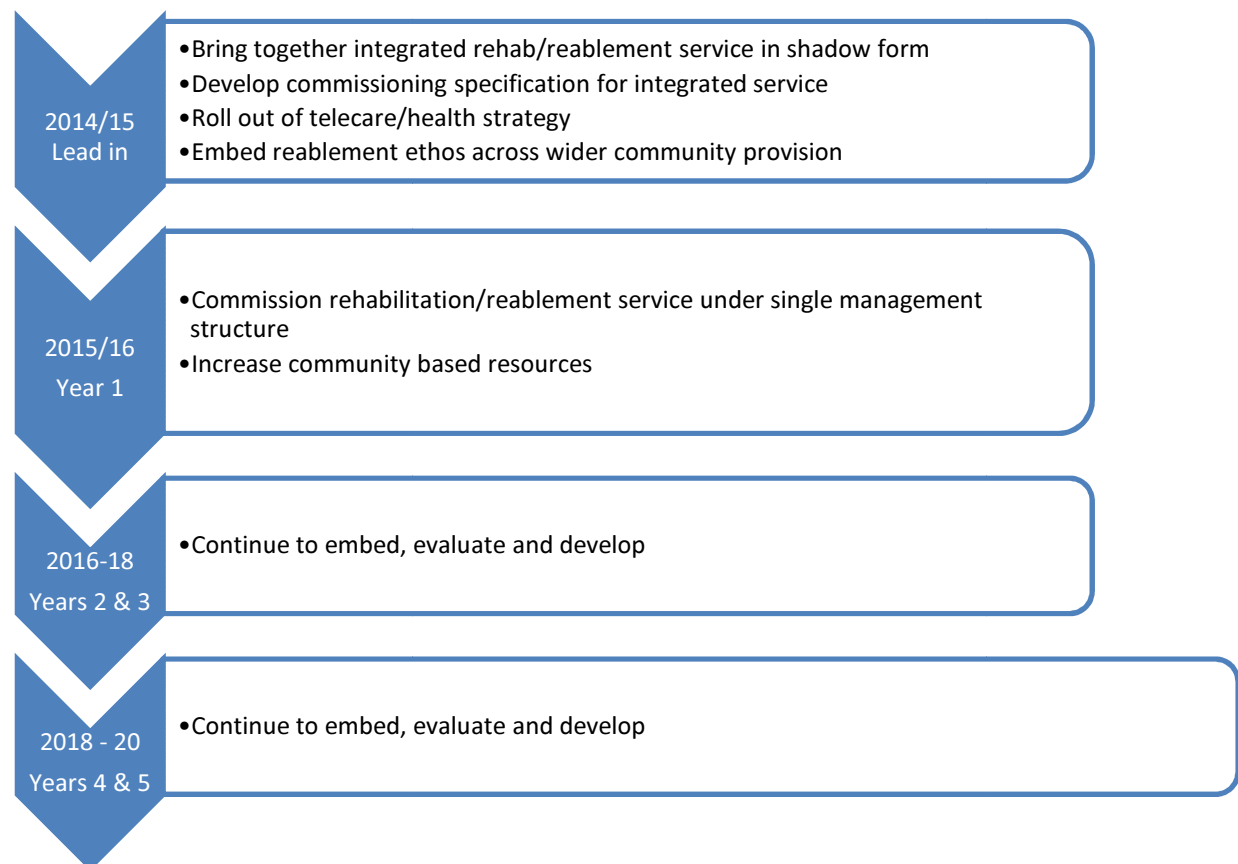 2014/15
Lead in
•Bring together integrated rehab/reablement service in shadow form
•Develop commissioning specification for integrated service
•Roll out of telecare/health strategy
•Embed reablement ethos across wider community provision
2015/16
Year 1
•Commission rehabilitation/reablement service under single management
structure
•Increase community based resources
2016-18
Years 2 & 3
•Continue to embed, evaluate and develop
2018 - 20
Years 4 & 5
•Continue to embed, evaluate and develop